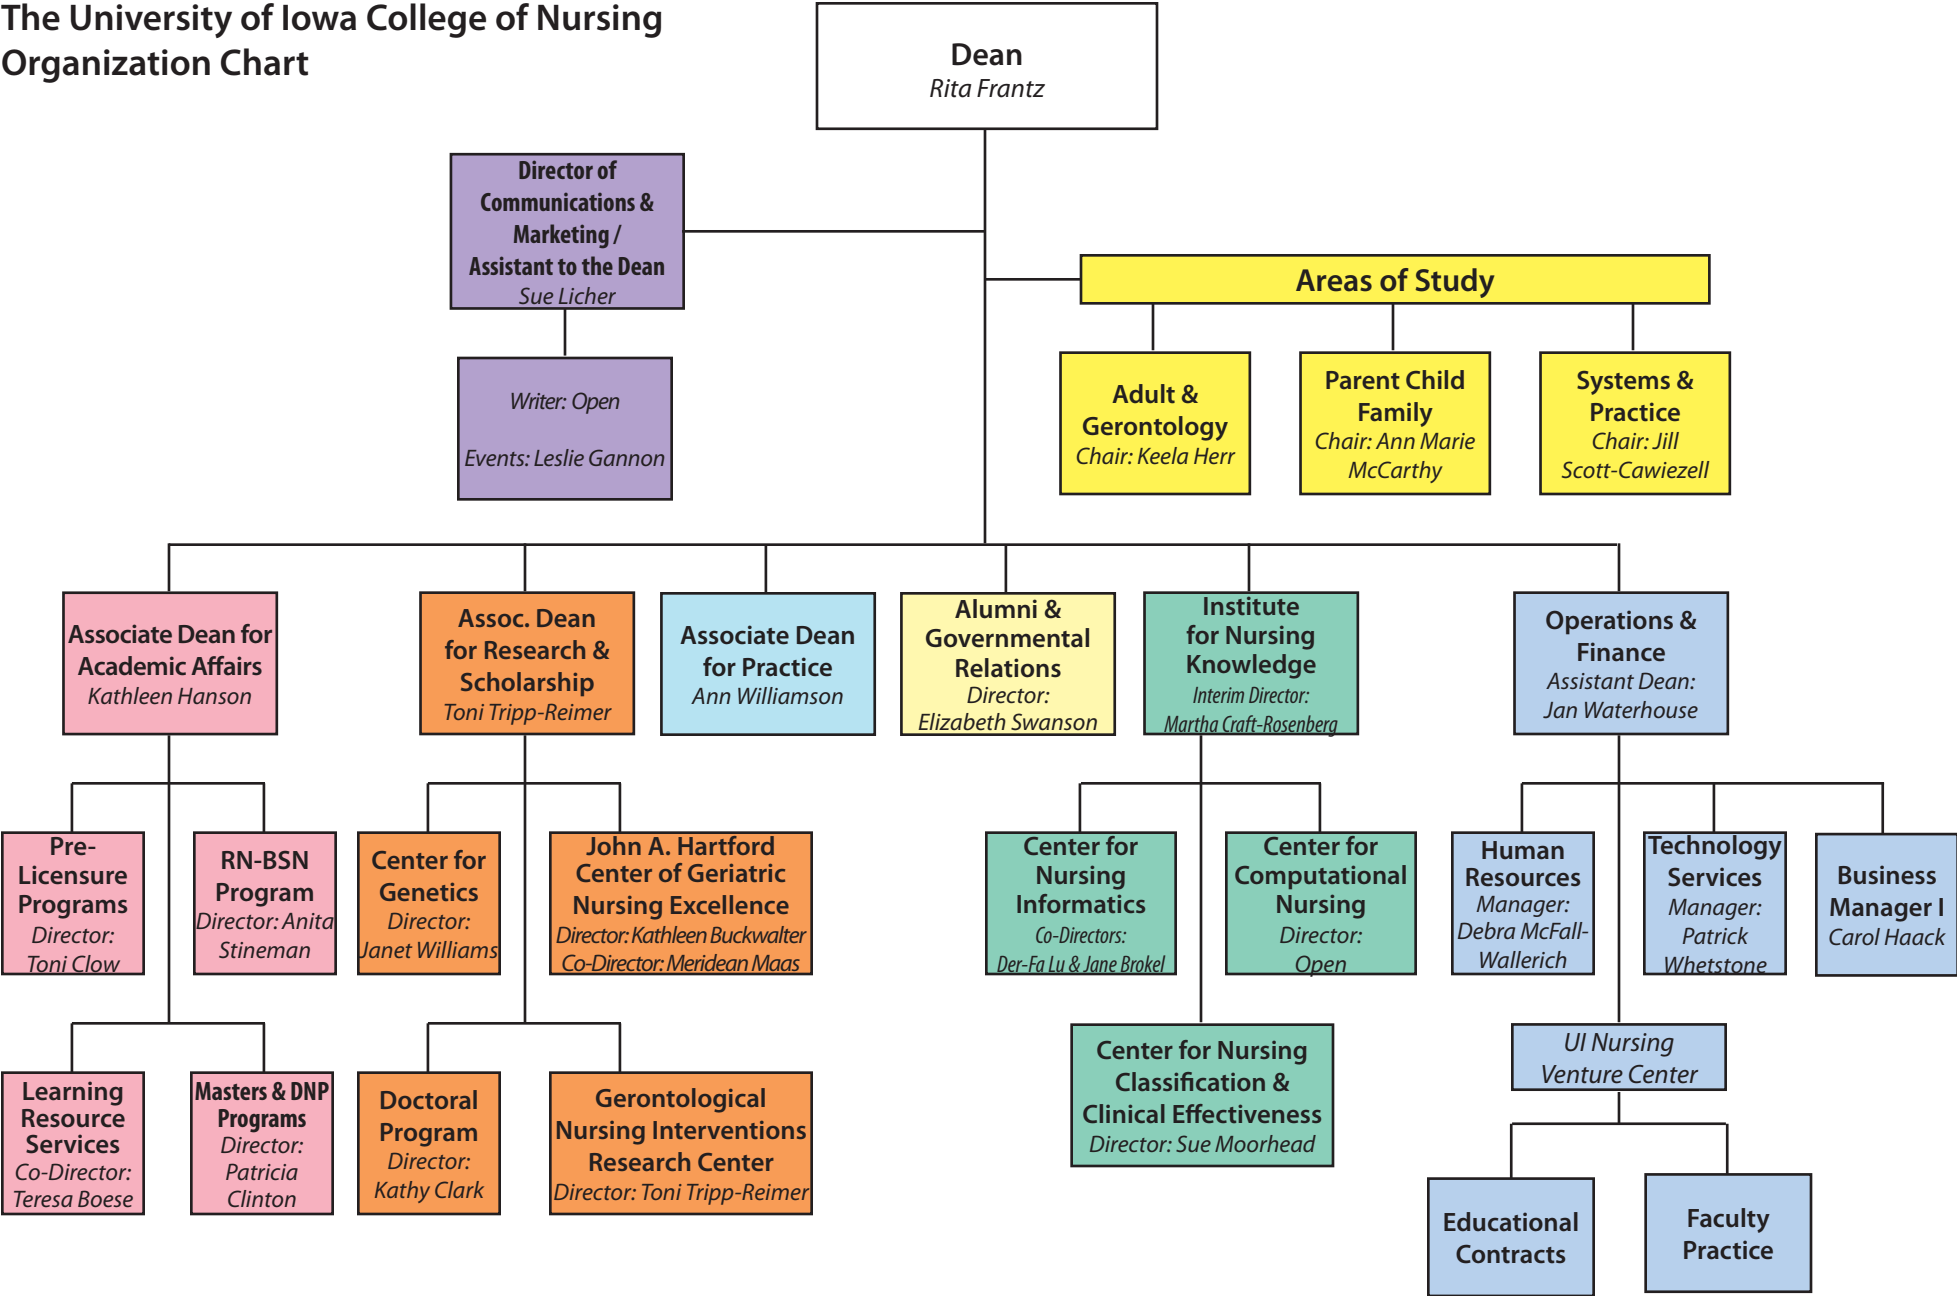 The University of Iowa College of Nursing
Organization Chart
Dean
Rita Frantz
Director of
Communications &
Marketing /
Assistant to the Dean
Sue Licher
Writer: Open
Events: Leslie Gannon
Areas of Study
Adult &
Gerontology
Chair: Keela Herr
Parent Child
Family
Chair: Ann Marie
McCarthy
Systems &
Practice
Chair: Jill
Scott-Cawiezell
Associate Dean for
Academic Affairs
Kathleen Hanson
Assoc. Dean
for Research &
Scholarship
Toni Tripp-Reimer
Associate Dean
for Practice
Ann Williamson
Alumni &
Governmental
Relations
Director:
Elizabeth Swanson
Institute
for Nursing
Knowledge
Interim Director:
Martha Craft-Rosenberg
Operations &
Finance
Assistant Dean:
Jan Waterhouse
Pre-
Licensure
Programs
Director:
Toni Clow
RN-BSN
Program
Director: Anita
Stineman
Center for
Genetics
Director:
Janet Williams
John A. Hartford
Center of Geriatric
Nursing Excellence
Director: Kathleen Buckwalter
Co-Director: Meridean Maas
Center for
Nursing
Informatics
Co-Directors:
Der-Fa Lu & Jane Brokel
Center for
Computational
Nursing
Director:
Open
Human
Resources
Manager:
Debra McFall-
Wallerich
Technology
Services
Manager:
Patrick
Whetstone
Business
Manager I
Carol Haack
Learning
Resource
Services
Co-Director:
Teresa Boese
Masters & DNP
Programs
Director:
Patricia
Clinton
Doctoral
Program
Director:
Kathy Clark
Gerontological
Nursing Interventions
Research Center
Director: Toni Tripp-Reimer
Center for Nursing
Classification &
Clinical Effectiveness
Director: Sue Moorhead
UI Nursing
Venture Center
Educational
Contracts
Faculty
Practice